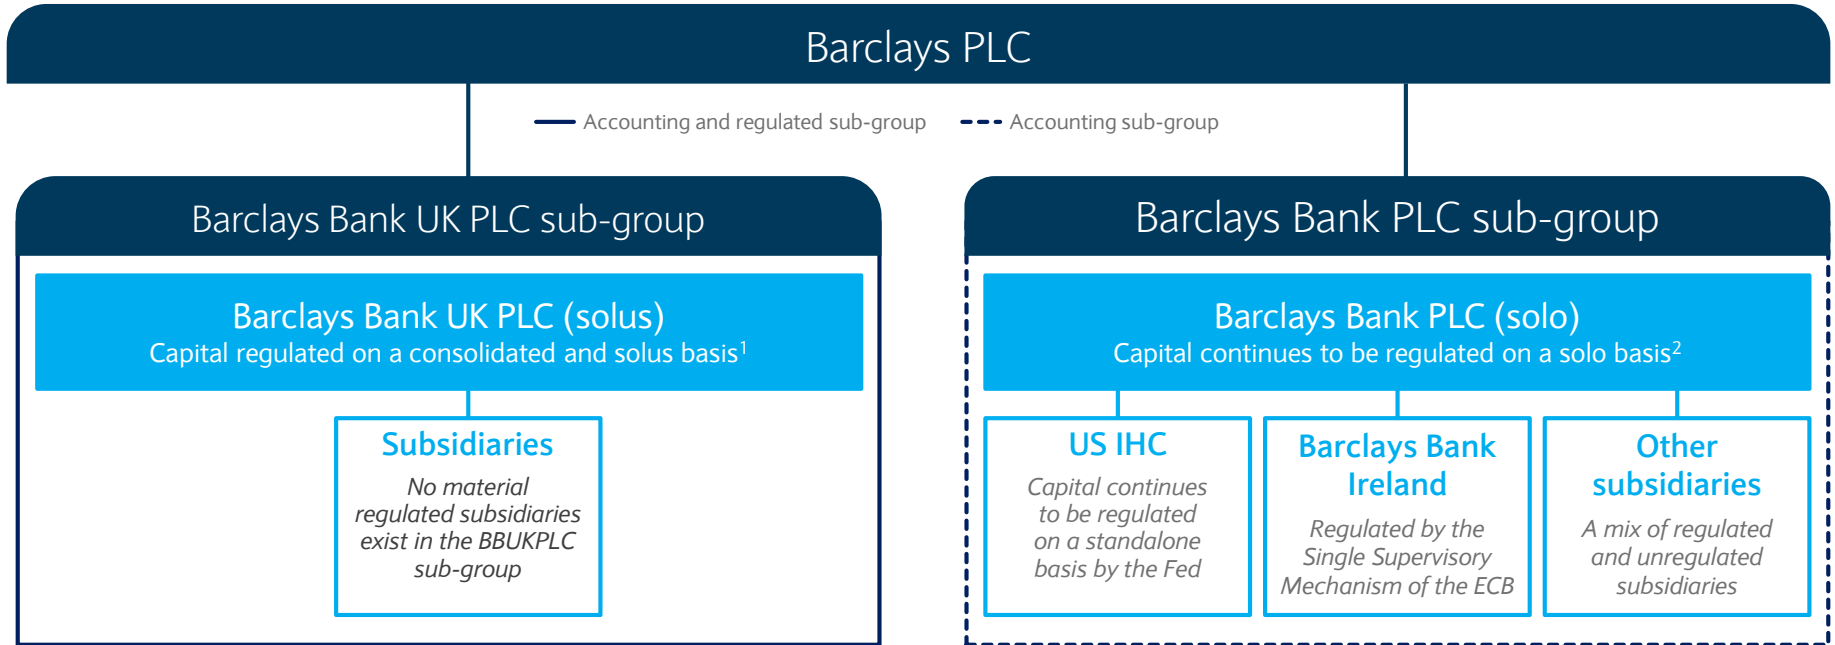 Barclays PLC
Accounting and regulated sub-group
Accounting sub-group
Barclays Bank UK PLC sub-group
Barclays Bank UK PLC (solus)
Capital regulated on a consolidated and solus basis¹
Subsidiaries
No material
regulated subsidiaries
exist in the BBUKPLC
sub-group
Barclays Bank PLC sub-group
Barclays Bank PLC (solo)
Capital continues to be regulated on a solo basis²
US IHC
Capital continues
to be regulated
on a standalone
basis by the Fed
Barclays Bank
Ireland
Regulated by the
Single Supervisory
Mechanism of the ECB
Other
subsidiaries
A mix of regulated
and unregulated
subsidiaries